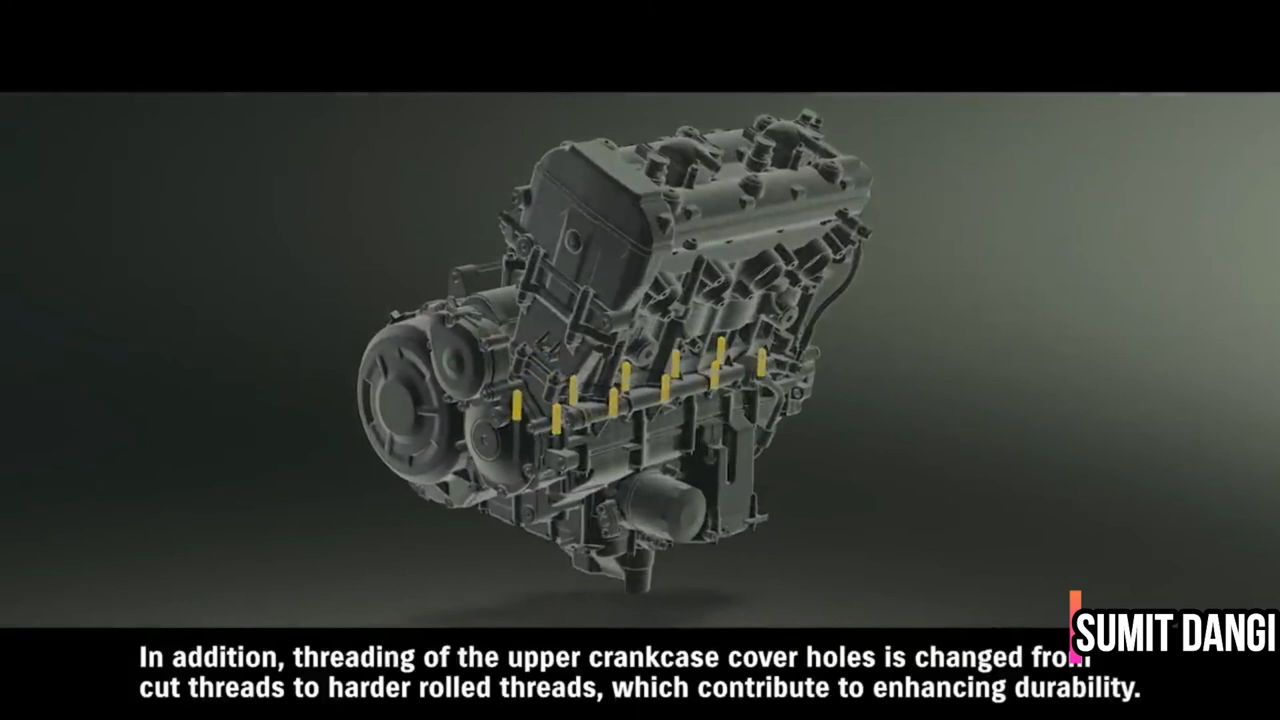 In addition, threading of the upper crankcase cover holes is changed from
cut threads to harder rolled threads, which contribute to enhancing durability.
SUMIT DANGI